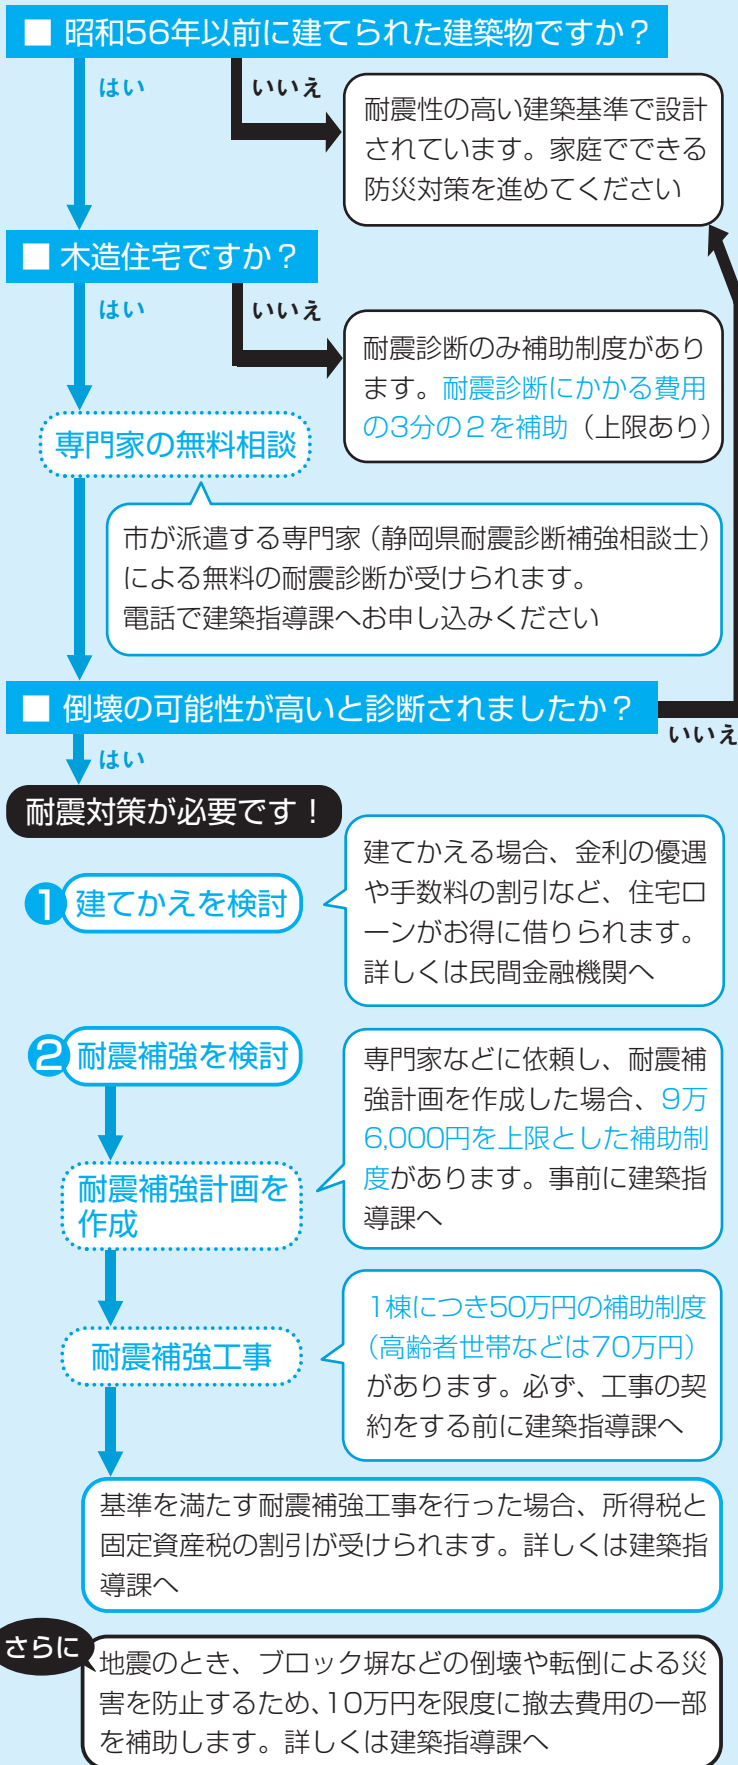 ■ 昭和56年以前に建てられた建築物ですか？
はい
いいえ
耐震性の高い建築基準で設計
されています。家庭でできる
防災対策を進めてください
■ 木造住宅ですか？
はい
いいえ
耐震診断のみ補助制度があり
ます。耐震診断にかかる費用
の3分の2を補助（上限あり）
専門家の無料相談
市が派遣する専門家（静岡県耐震診断補強相談士）
による無料の耐震診断が受けられます。
電話で建築指導課へお申し込みください
■ 倒壊の可能性が高いと診断されましたか？
いいえ
はい
耐震対策が必要です！
❶建てかえを検討
建てかえる場合、金利の優遇
や手数料の割引など、住宅ロ
ーンがお得に借りられます。
詳しくは民間金融機関へ
❷耐震補強を検討
専門家などに依頼し、耐震補
強計画を作成した場合、9万
6,000円を上限とした補助制
度があります。事前に建築指
導課へ
耐震補強計画を
作成
1棟につき50万円の補助制度
（高齢者世帯などは70万円）
があります。必ず、工事の契
約をする前に建築指導課へ
耐震補強工事
基準を満たす耐震補強工事を行った場合、所得税と
固定資産税の割引が受けられます。詳しくは建築指
導課へ
さらに
地震のとき、ブロック塀などの倒壊や転倒による災
害を防止するため、10万円を限度に撤去費用の一部
を補助します。詳しくは建築指導課へ